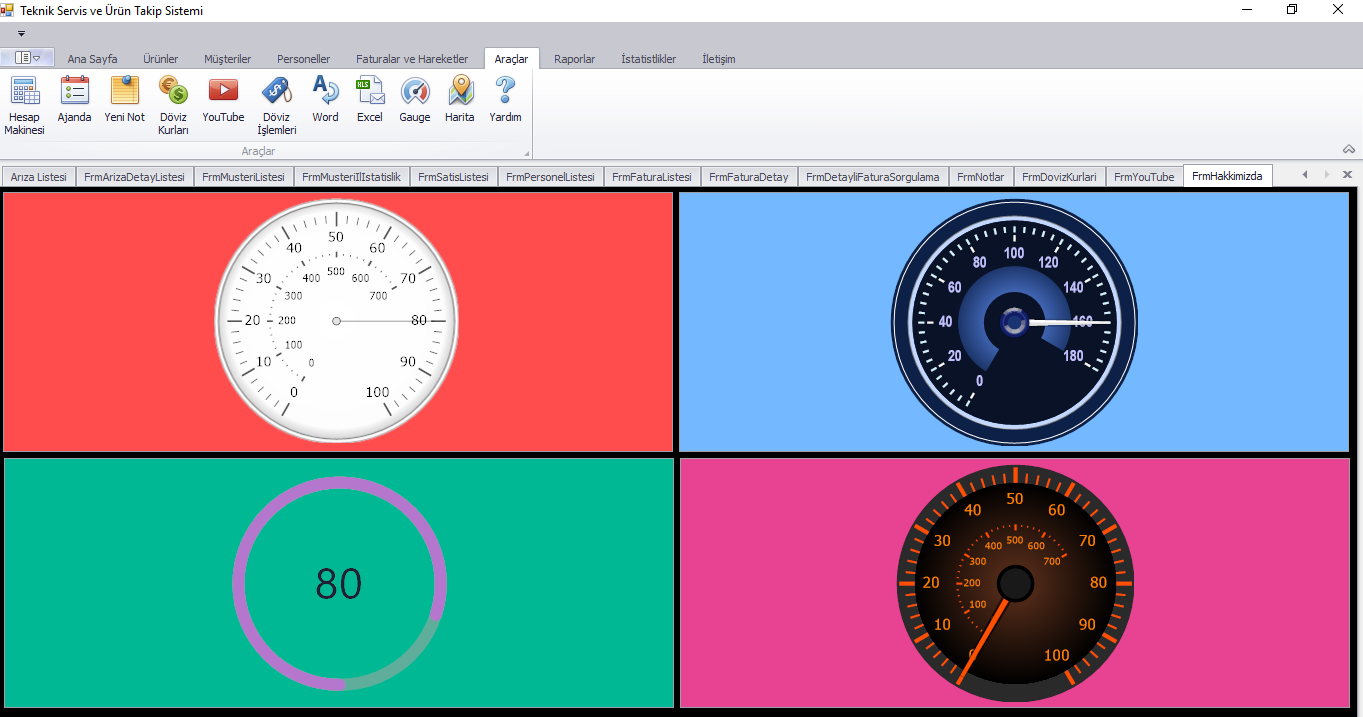 Teknik Servis ve Ürün Takip Sistemi
Ana Sayfa Ürünler Müşteriler Personeller Faturalar ve Hareketler Araçlar Raporlar İstatistlikler İletişim
XLS
Hesap Makinesi Ajanda Yeni Not Döviz Kurları YouTube Döviz İşlemleri Word Excel Gauge Harita Yardım
Araçlar
Arıza Listesi FrmArizaDetayListesi FrmMusteriListesi FrmMusteriIlIstatislik FrmSatisListesi FrmPersonelListesi FrmFaturaListesi FrmFaturaDetay FrmDetayliFaturaSorgulama FrmNotlar FrmDovizKurlari FrmYouTube FrmHakkimizda
0 10 20 30 40 50 60 70 80 90 100
0 100 200 300 400 500 600 700
0 20 40 60 80 100 120 140 160 180
80
0 10 20 30 40 50 60 70 80 90 100
100 200 300 400 500 600 700